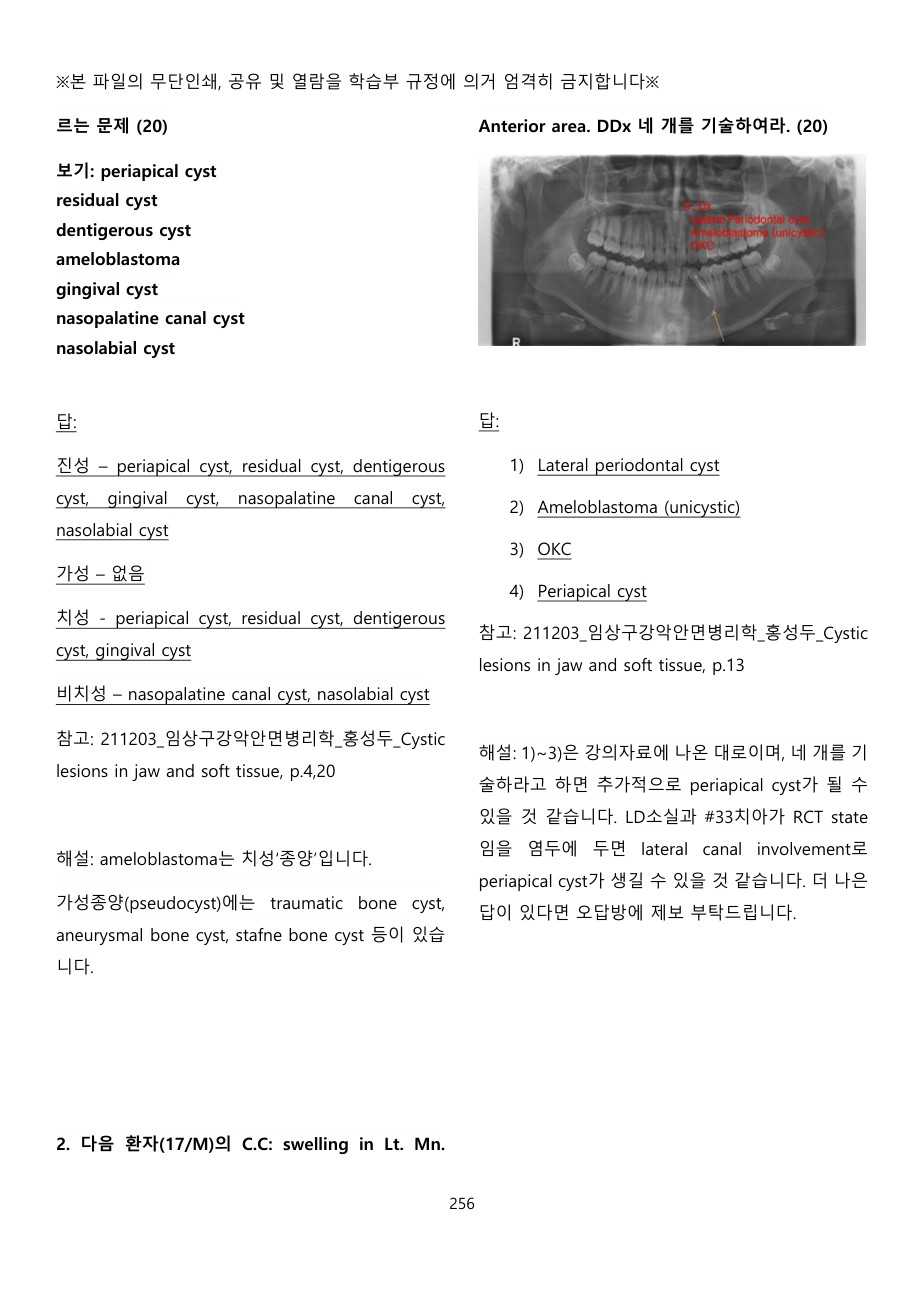 ※본 파일의 무단인쇄, 공유 및 열람을 학습부 규정에 의거 엄격히 금지합니다※
르는 문제 (20)
보기: periapical cyst
residual cyst
dentigerous cyst
ameloblastoma
gingival cyst
nasopalatine canal cyst
nasolabial cyst
답:
진성 – periapical cyst, residual cyst, dentigerous
cyst, gingival cyst, nasopalatine canal cyst,
nasolabial cyst
가성 – 없음
치성 - periapical cyst, residual cyst, dentigerous
cyst, gingival cyst
비치성 – nasopalatine canal cyst, nasolabial cyst
참고: 211203_임상구강악안면병리학_홍성두_Cystic
lesions in jaw and soft tissue, p.4,20
해설: ameloblastoma는 치성‘종양’입니다.
가성종양(pseudocyst)에는 traumatic bone cyst,
aneurysmal bone cyst, stafne bone cyst 등이 있습
니다.
2. 다음 환자(17/M)의 C.C: swelling in Lt. Mn.
Anterior area. DDx 네 개를 기술하여라. (20)
Periodontal cyst
Ameloblastoma (unicystic)
OKC
R
답:
1) Lateral periodontal cyst
2) Ameloblastoma (unicystic)
3) OKC
4) Periapical cyst
참고: 211203_임상구강악안면병리학_홍성두_Cystic
lesions in jaw and soft tissue, p.13
해설: 1)~3)은 강의자료에 나온 대로이며, 네 개를 기
술하라고 하면 추가적으로 periapical cyst가 될 수
있을 것 같습니다. LD소실과 #33치아가 RCT state
임을 염두에 두면 lateral canal involvement로
periapical cyst가 생길 수 있을 것 같습니다. 더 나은
답이 있다면 오답방에 제보 부탁드립니다.
256